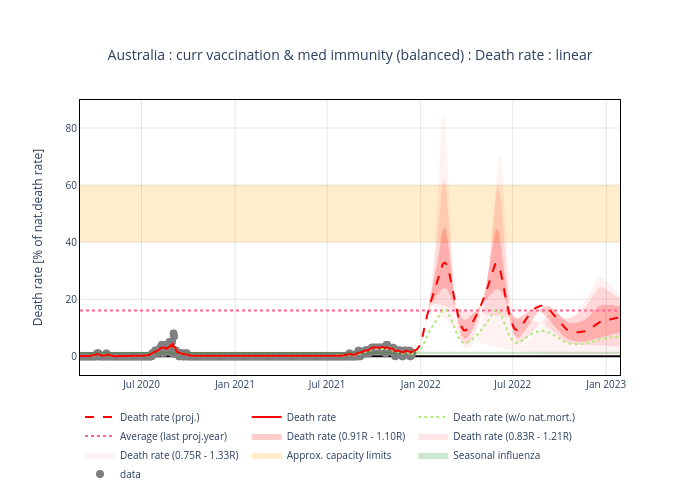 Australia : curr vaccination & med immunity (balanced) : Death rate : linear
Death rate [% of nat.death rate]
80
60
40
20
0
Jul 2020 Jan 2021 Jul 2021 Jan 2022 Jul 2022 Jan 2023
Death rate (proj.) Death rate Death rate (w/o nat.mort.)
Average (last proj.year) Death rate (0.91R - 1.10R) Death rate (0.83R - 1.21R)
Death rate (0.75R - 1.33R) Approx. capacity limits Seasonal influenza
data